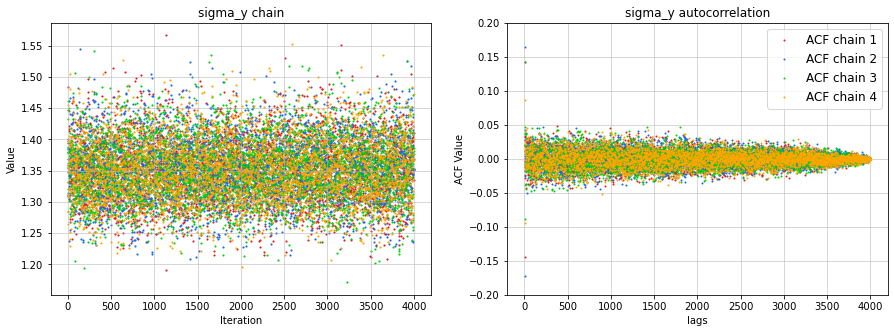 sigma_y chain
Value
1.55
1.50
1.45
1.40
1.35
1.30
1.25
1.20
0 500 1000 1500 2000 2500 3000 3500 4000
Iteration
sigma_y autocorrelation
ACF Value
0.20
0.15
0.10
0.05
0.00
−0.05
−0.10
−0.15
−0.20
ACF chain 1
ACF chain 2
ACF chain 3
ACF chain 4
0 500 1000 1500 2000 2500 3000 3500 4000
lags